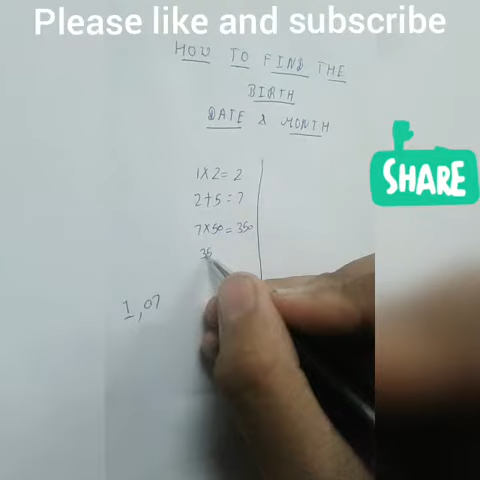 Please like and subscribe
HOW TO FIND THE
BIRTH
DATE & MONTH
SHARE
1×2=2
2+5=7
7×50=350
35
1,07